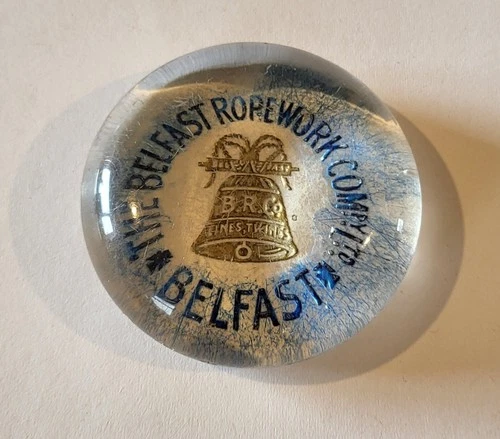 THE BELFAST ROPEWORK COMPY LTD
B.R.Co.
LINES.TWINES
BELFAST